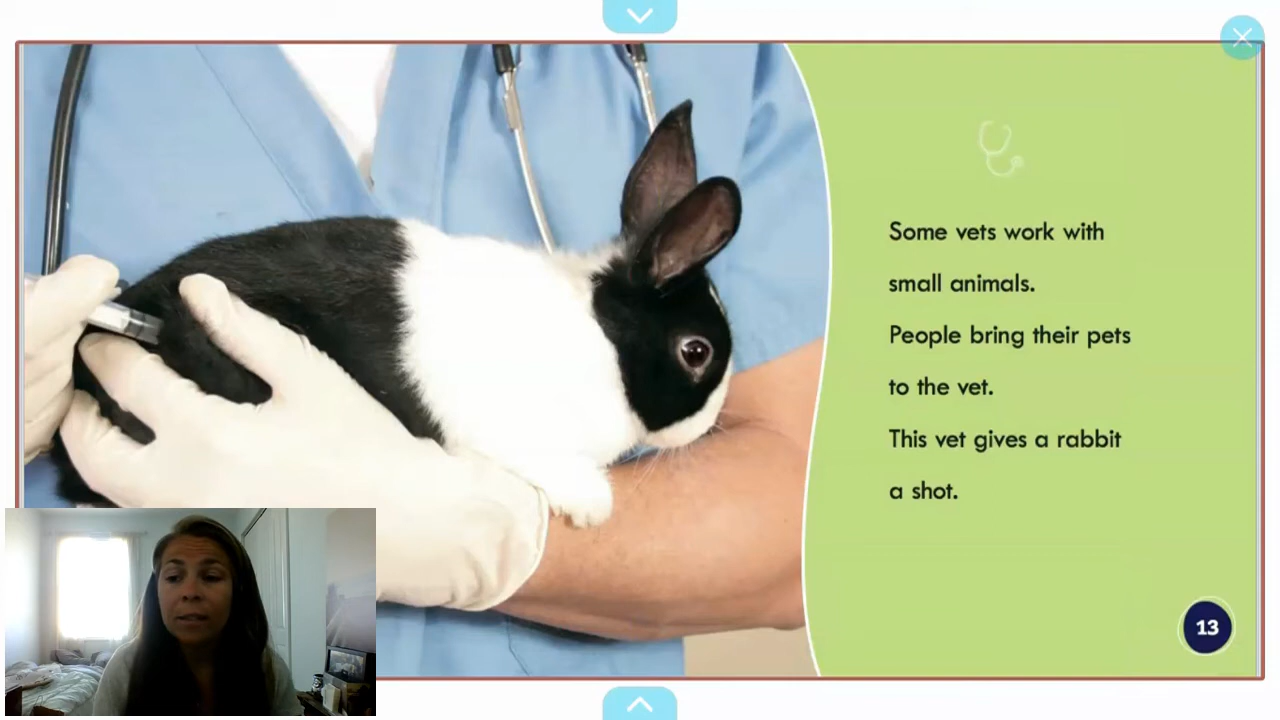 Some vets work with
small animals.
People bring their pets
to the vet.
This vet gives a rabbit
a shot.
13